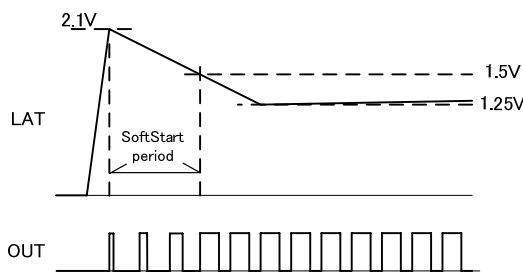 2.1V
1.5V
1.25V
LAT
SoftStart
period
OUT